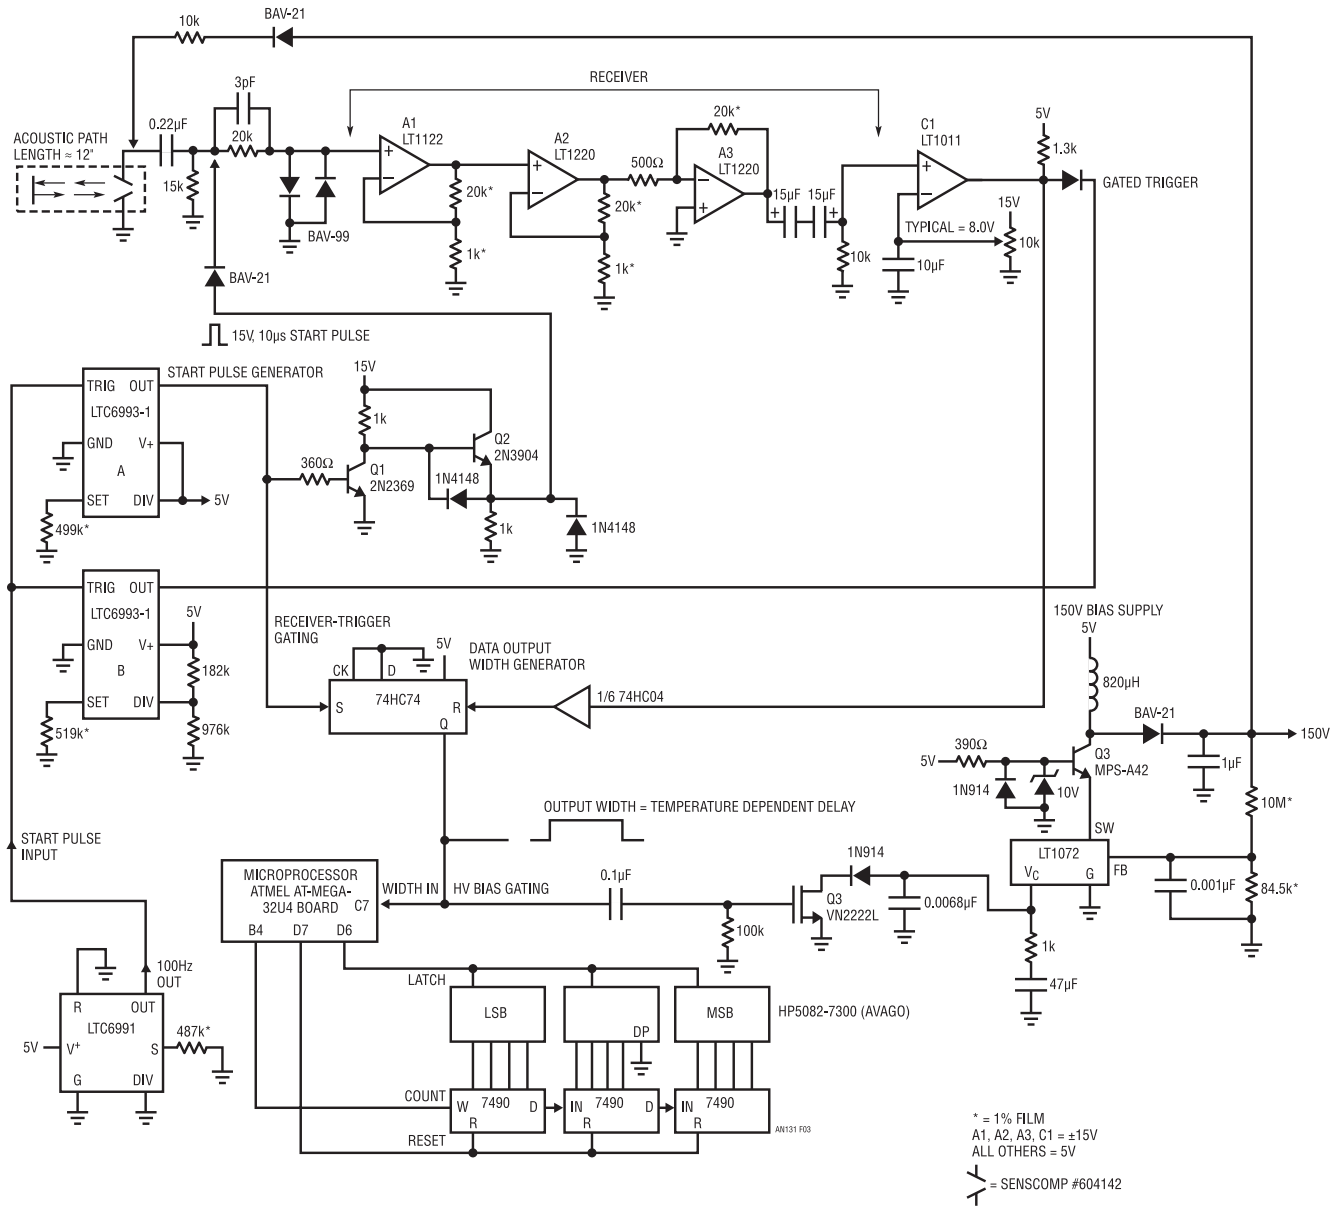 10k
BAV-21
3pF
RECEIVER
0.22µF
20k
ACOUSTIC PATH
LENGTH ≈ 12"
15k
BAV-99
A1
LT1122
+
−
20k*
1k*
A2
LT1220
+
−
20k*
1k*
500Ω
20k*
A3
LT1220
−
+
15µF
15µF
+
+
10k
C1
LT1011
+
−
5V
1.3k
GATED TRIGGER
TYPICAL = 8.0V
15V
10k
10µF
BAV-21
15V, 10µs START PULSE
START PULSE GENERATOR
TRIG OUT
LTC6993-1
GND V+
A
SET DIV
5V
499k*
15V
1k
360Ω
Q1
2N2369
Q2
2N3904
1N4148
1k
1N4148
TRIG OUT
LTC6993-1
GND V+
B
SET DIV
5V
182k
976k
519k*
RECEIVER-TRIGGER
GATING
5V
DATA OUTPUT
WIDTH GENERATOR
CK D
74HC74
S R
Q
1/6 74HC04
150V BIAS SUPPLY
5V
820µH
BAV-21
150V
1µF
390Ω
5V
Q3
MPS-A42
1N914
10V
10M*
SW
LT1072
VC G
FB
0.001µF
84.5k*
OUTPUT WIDTH = TEMPERATURE DEPENDENT DELAY
START PULSE
INPUT
MICROPROCESSOR
ATMEL AT-MEGA-
32U4 BOARD
C7
B4 D7 D6
WIDTH IN
HV BIAS GATING
0.1µF
100k
1N914
Q3
VN2222L
0.0068µF
1k
47µF
100Hz
OUT
R OUT
LTC6991
5V
V+ S
G DIV
487k*
LATCH
LSB
DP
MSB
HP5082-7300 (AVAGO)
COUNT
W 7490 D
R
IN 7490 D
R
IN 7490
R
RESET
AN131 F03
* = 1% FILM
A1, A2, A3, C1 = ±15V
ALL OTHERS = 5V
= SENSCOMP #604142